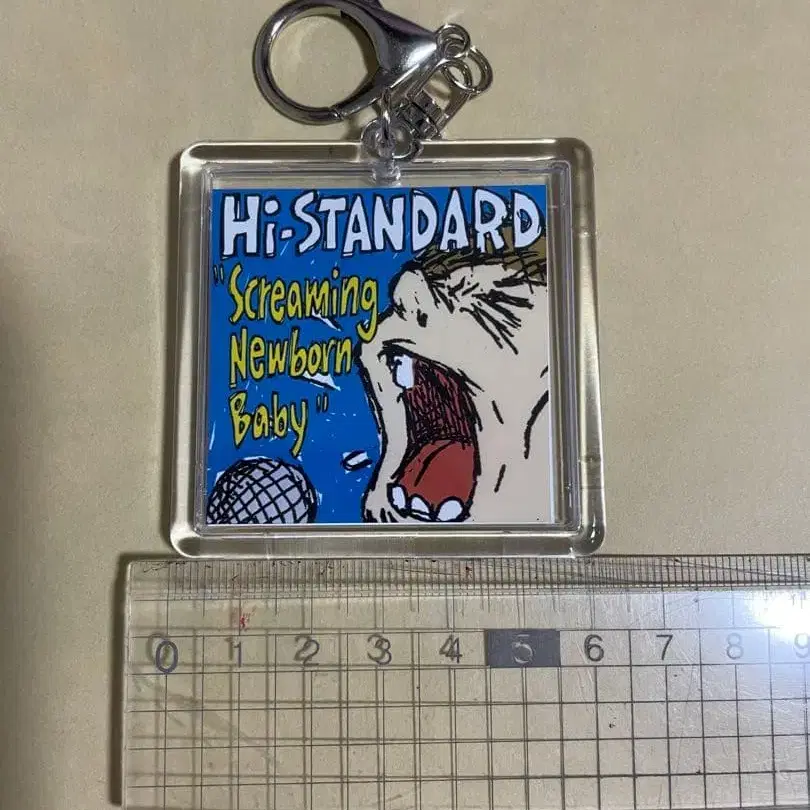 Hi-STANDARD
"Screaming
Newborn
Baby"
0 1 2 3 4 5 6 7 8 9